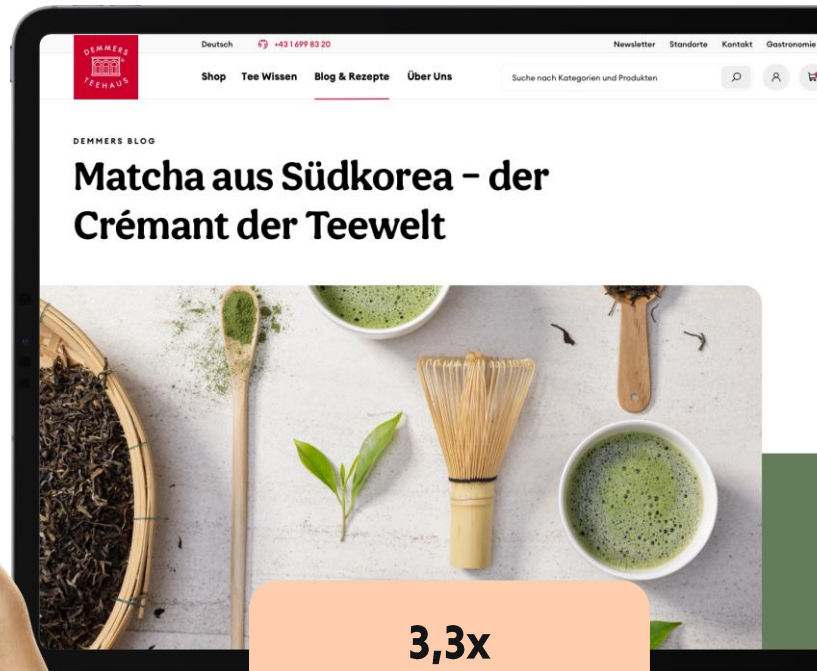 DEMMERS
TEEHAUS
Deutsch
+43 1 699 83 20
Newsletter
Standorte
Kontakt
Gastronomie
Shop
Tee Wissen
Blog & Rezepte
Über Uns
Suche nach Kategorien und Produkten
DEMMERS BLOG
Matcha aus Südkorea – der
Crémant der Teewelt
3,3x